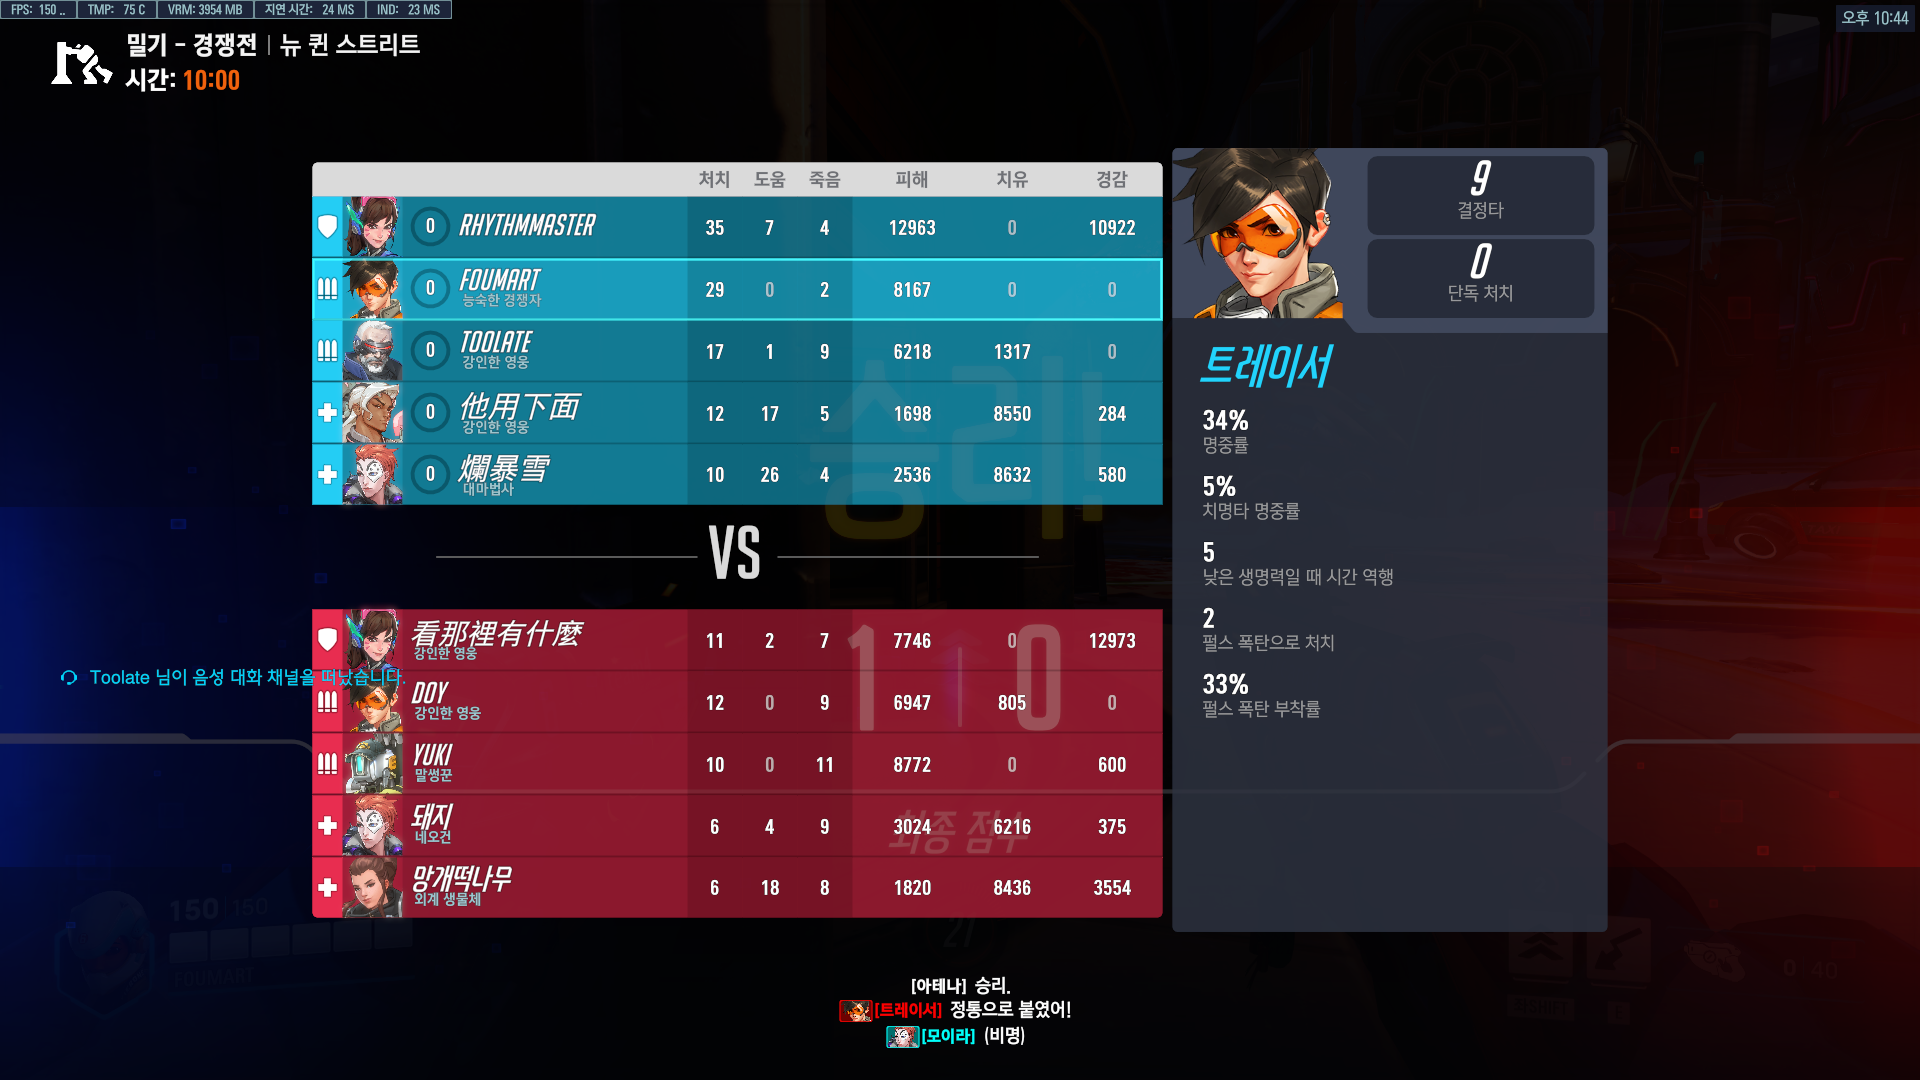 FPS: 150 .. TMP: 75 C VRM: 3954 MB 지연 시간: 24 MS IND: 23 MS
오후 10:44
밀기 - 경쟁전 | 뉴 퀸 스트리트
시간: 10:00
처치 도움 죽음 피해 치유 경감
0 RHYTHMMASTER 35 7 4 12963 0 10922
0 FOUMART 29 0 2 8167 0 0
능숙한 경쟁자
0 TOOLATE 17 1 9 6218 1317 0
강인한 영웅
0 他用下面 12 17 5 1698 8550 284
강인한 영웅
0 爛暴雪 10 26 4 2536 8632 580
대마법사
승리!
VS
看那裡有什麼 11 2 7 7746 0 12973
강인한 영웅
Toolate 님이 음성 대화 채널을 떠났습니다.
DOY 12 0 9 6947 805 0
강인한 영웅
1 0
YUKI 10 0 11 8772 0 600
말썽꾼
돼지 6 4 9 3024 6216 375
네오건
최종 점수
망개떡나무 6 18 8 1820 8436 3554
외계 생물체
9
결정타
0
단독 처치
트레이서
34%
명중률
5%
치명타 명중률
5
낮은 생명력일 때 시간 역행
2
펄스 폭탄으로 처치
33%
펄스 폭탄 부착률
150 150
FOUMART
21
0 40
[아테나] 승리.
[트레이서] 정통으로 붙였어!
[모이라] (비명)